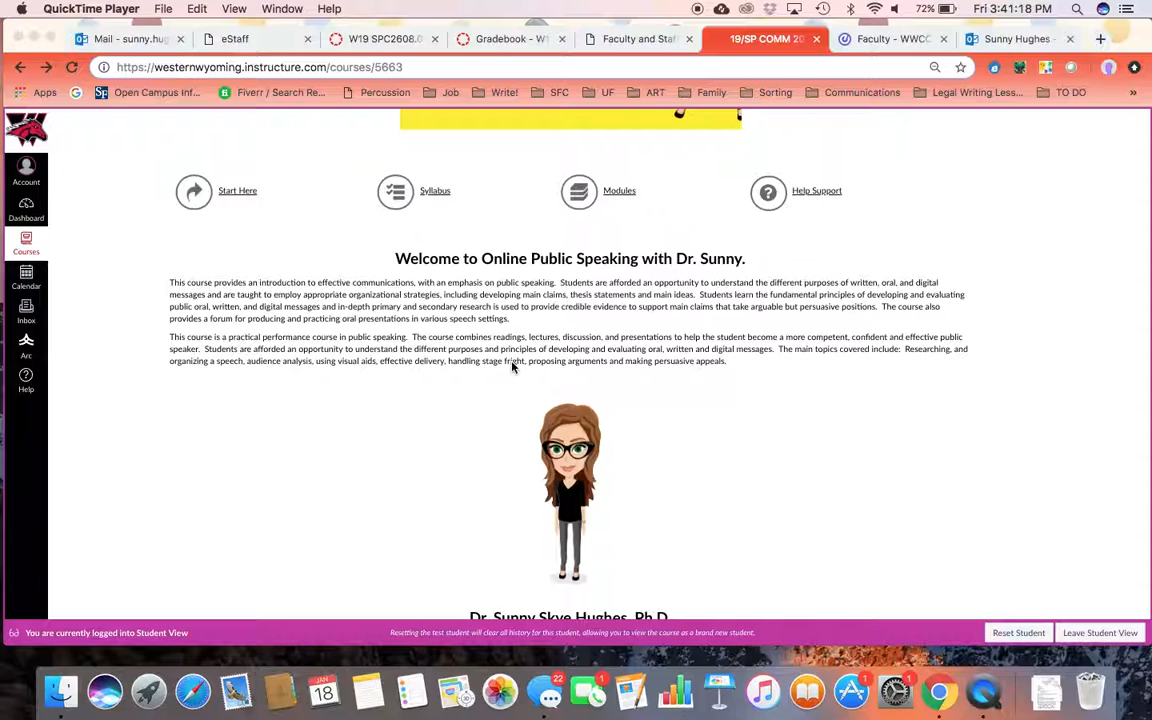 QuickTime Player File Edit View Window Help 72% Fri 3:41:18 PM
Mail - sunny.hug eStaff W19 SPC2608.0 Gradebook - W1 Faculty and Staf 19/SP COMM 20 Faculty - WWCC Sunny Hughes -
https://westernwyoming.instructure.com/courses/5663
Apps Open Campus Inf... Fiverr / Search Re... Percussion Job Write! SFC UF ART Family Sorting Communications Legal Writing Less... TO DO »
Account
Dashboard
Courses
Calendar
Inbox
Arc
Help
Start Here Syllabus Modules Help Support
Welcome to Online Public Speaking with Dr. Sunny.
This course provides an introduction to effective communications, with an emphasis on public speaking. Students are afforded an opportunity to understand the different purposes of written, oral, and digital
messages and are taught to employ appropriate organizational strategies, including developing main claims, thesis statements and main ideas. Students learn the fundamental principles of developing and evaluating
public oral, written, and digital messages and in-depth primary and secondary research is used to provide credible evidence to support main claims that take arguable but persuasive positions. The course also
provides a forum for producing and practicing oral presentations in various speech settings.
This course is a practical performance course in public speaking. The course combines readings, lectures, discussion, and presentations to help the student become a more competent, confident and effective public
speaker. Students are afforded an opportunity to understand the different purposes and principles of developing and evaluating oral, written and digital messages. The main topics covered include: Researching, and
organizing a speech, audience analysis, using visual aids, effective delivery, handling stage fright, proposing arguments and making persuasive appeals.
Dr. Sunny Skye Hughes, Ph.D
You are currently logged into Student View
Resetting the test student will clear all history for this student, allowing you to view the course as a brand new student.
Reset Student Leave Student View
JAN
18
22
1
1
1